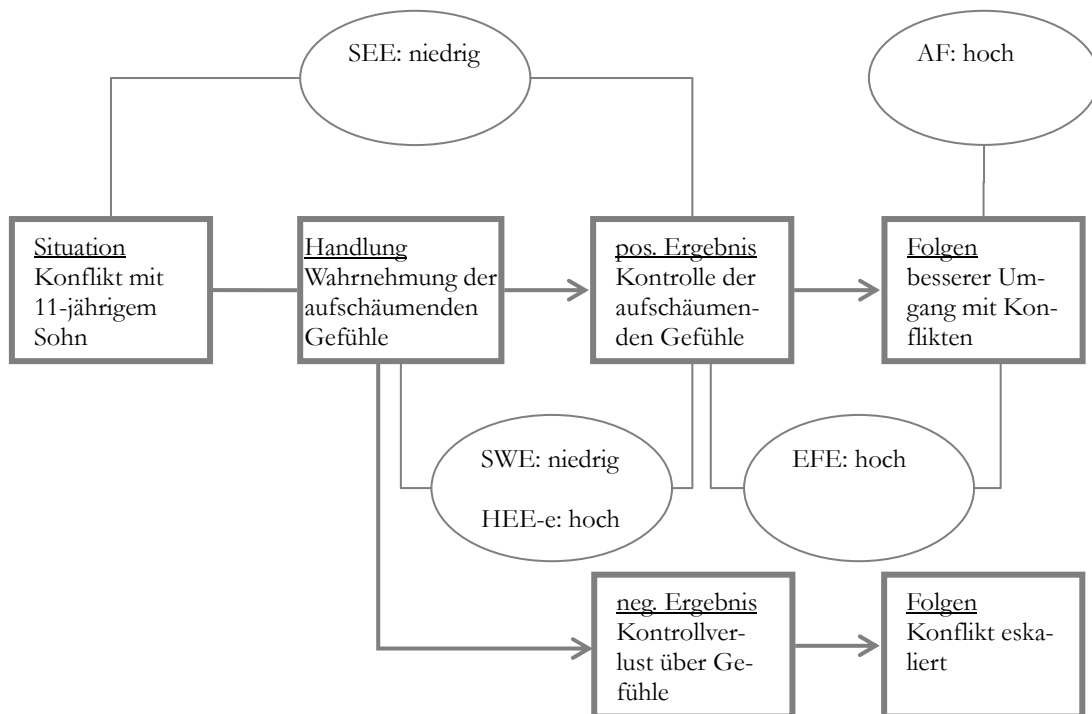 SEE: niedrig
AF: hoch
Situation
Konflikt mit
11-jährigem
Sohn
Handlung
Wahrnehmung der
aufschäumenden
Gefühle
pos. Ergebnis
Kontrolle der
aufschäumen-
den Gefühle
Folgen
besserer Um-
gang mit Kon-
flikten
SWE: niedrig
HEE-e: hoch
EFE: hoch
neg. Ergebnis
Kontrollver-
lust über Ge-
fühle
Folgen
Konflikt eska-
liert